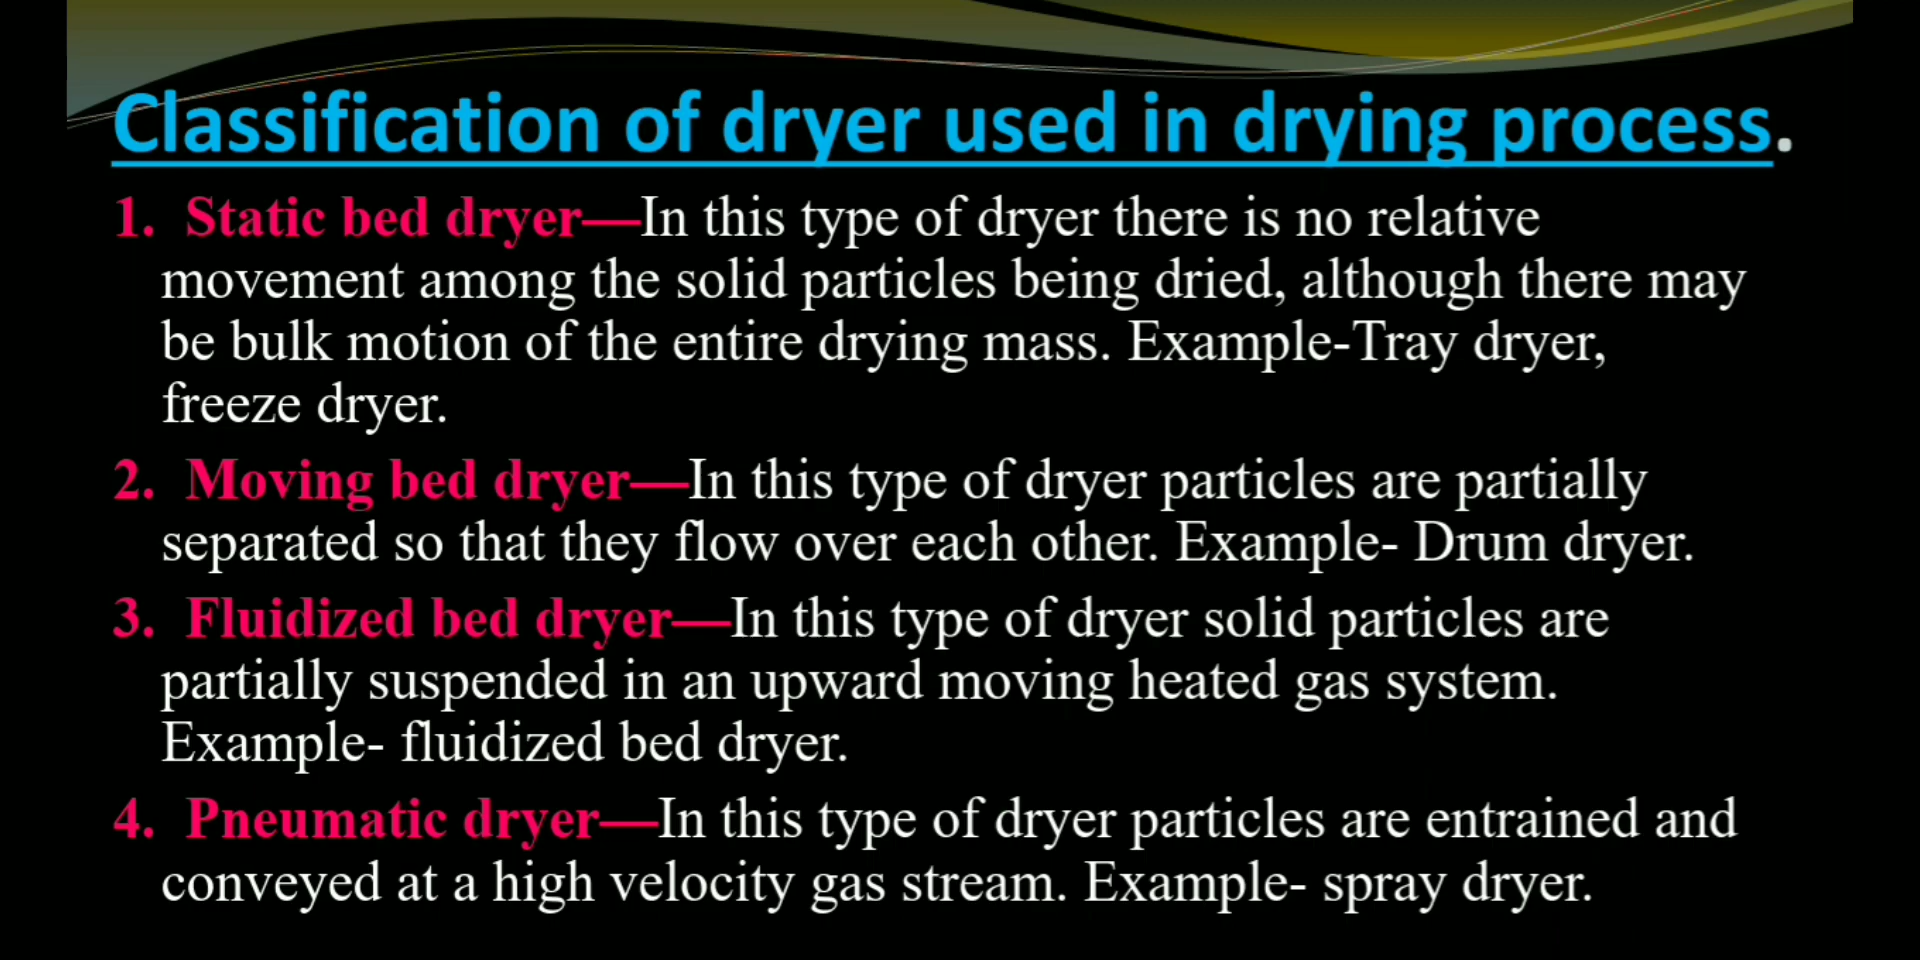 Classification of dryer used in drying process.
1. Static bed dryer—In this type of dryer there is no relative
movement among the solid particles being dried, although there may
be bulk motion of the entire drying mass. Example-Tray dryer,
freeze dryer.
2. Moving bed dryer—In this type of dryer particles are partially
separated so that they flow over each other. Example- Drum dryer.
3. Fluidized bed dryer—In this type of dryer solid particles are
partially suspended in an upward moving heated gas system.
Example- fluidized bed dryer.
4. Pneumatic dryer—In this type of dryer particles are entrained and
conveyed at a high velocity gas stream. Example- spray dryer.